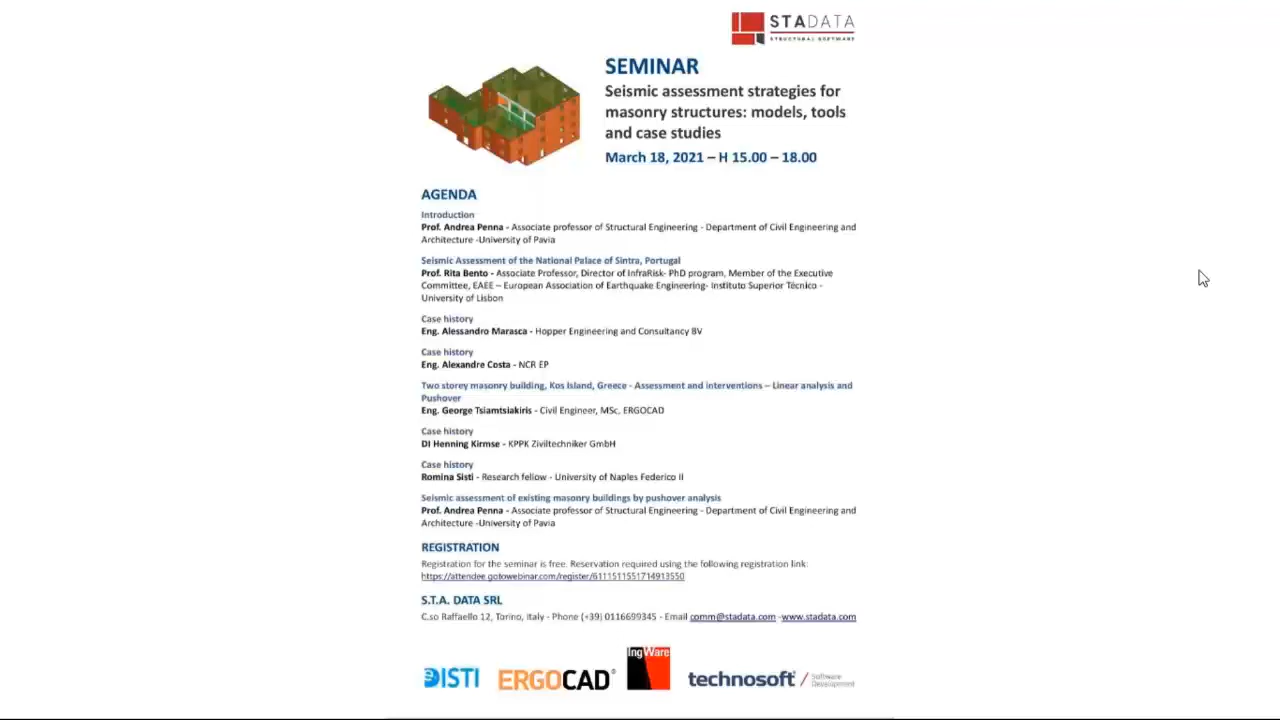 STADATA
STRUCTURAL SOFTWARE
SEMINAR
Seismic assessment strategies for
masonry structures: models, tools
and case studies
March 18, 2021 – H 15.00 – 18.00
AGENDA
Introduction
Prof. Andrea Penna - Associate professor of Structural Engineering - Department of Civil Engineering and
Architecture -University of Pavia
Seismic Assessment of the National Palace of Sintra, Portugal
Prof. Rita Bento - Associate Professor, Director of InfraRisk- PhD program, Member of the Executive
Committee, EAEE – European Association of Earthquake Engineering- Instituto Superior Técnico -
University of Lisbon
Case history
Eng. Alessandro Marasca - Hopper Engineering and Consultancy BV
Case history
Eng. Alexandre Costa - NCR EP
Two storey masonry building, Kos Island, Greece - Assessment and interventions – Linear analysis and
Pushover
Eng. George Tsiamtsiakiris - Civil Engineer, MSc, ERGOCAD
Case history
DI Henning Kirmse - KPPK Ziviltechniker GmbH
Case history
Romina Sisti - Research fellow - University of Naples Federico II
Seismic assessment of existing masonry buildings by pushover analysis
Prof. Andrea Penna - Associate professor of Structural Engineering - Department of Civil Engineering and
Architecture -University of Pavia
REGISTRATION
Registration for the seminar is free. Reservation required using the following registration link:
https://attendee.gotowebinar.com/register/6111511551714913550
S.T.A. DATA SRL
C.so Raffaello 12, Torino, Italy - Phone (+39) 0116699345 - Email comm@stadata.com -www.stadata.com
DISTI
ERGOCAD®
IngWare
technosoft / Software
Development